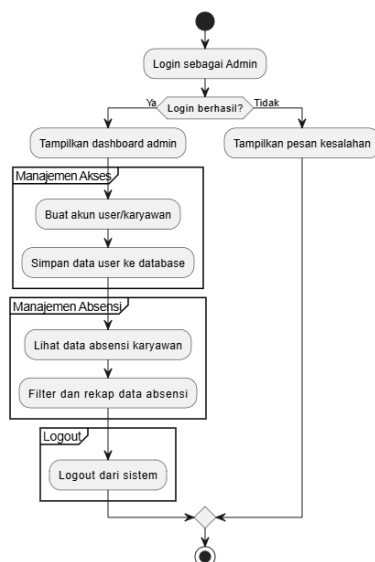 Login sebagai Admin
Ya
Login berhasil?
Tidak
Tampilkan dashboard admin
Tampilkan pesan kesalahan
Manajemen Akses
Buat akun user/karyawan
Simpan data user ke database
Manajemen Absensi
Lihat data absensi karyawan
Filter dan rekap data absensi
Logout
Logout dari sistem